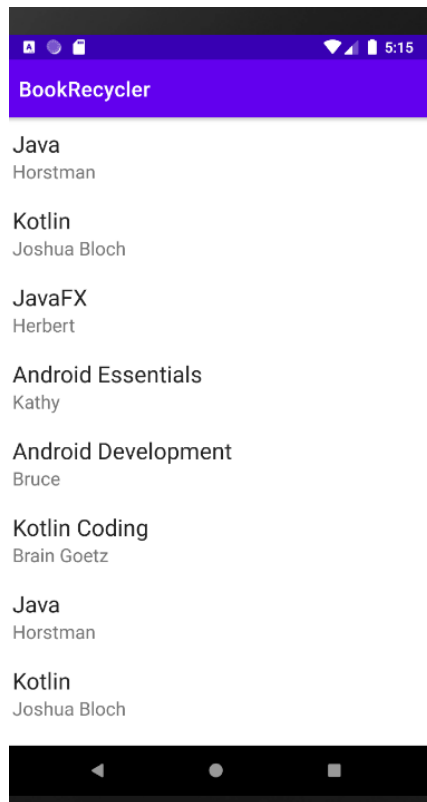 A
5:15
BookRecycler
Java
Horstman
Kotlin
Joshua Bloch
JavaFX
Herbert
Android Essentials
Kathy
Android Development
Bruce
Kotlin Coding
Brain Goetz
Java
Horstman
Kotlin
Joshua Bloch